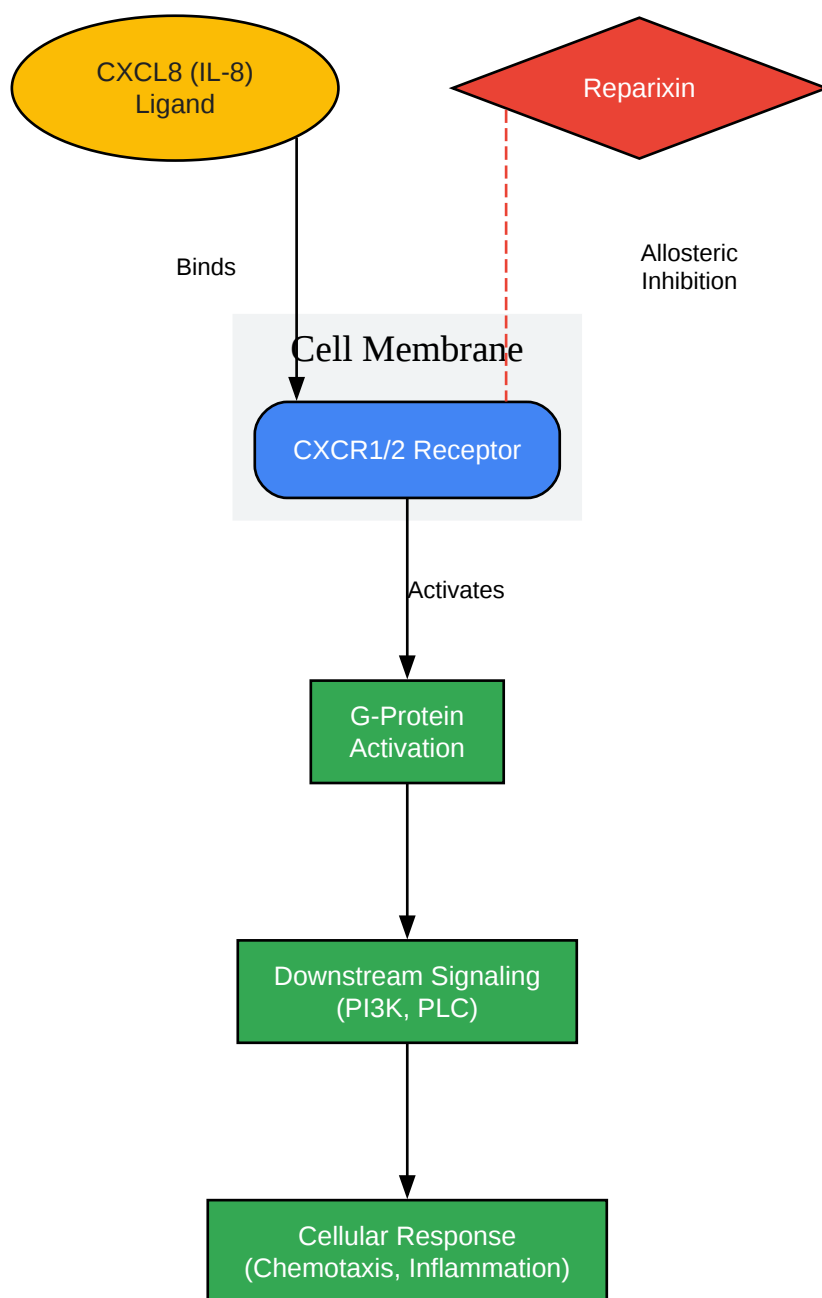 CXCL8 (IL-8)
Ligand
Reparixin
Binds
Allosteric
Inhibition
Cell Membrane
CXCR1/2 Receptor
Activates
G-Protein
Activation
Downstream Signaling
(PI3K, PLC)
Cellular Response
(Chemotaxis, Inflammation)